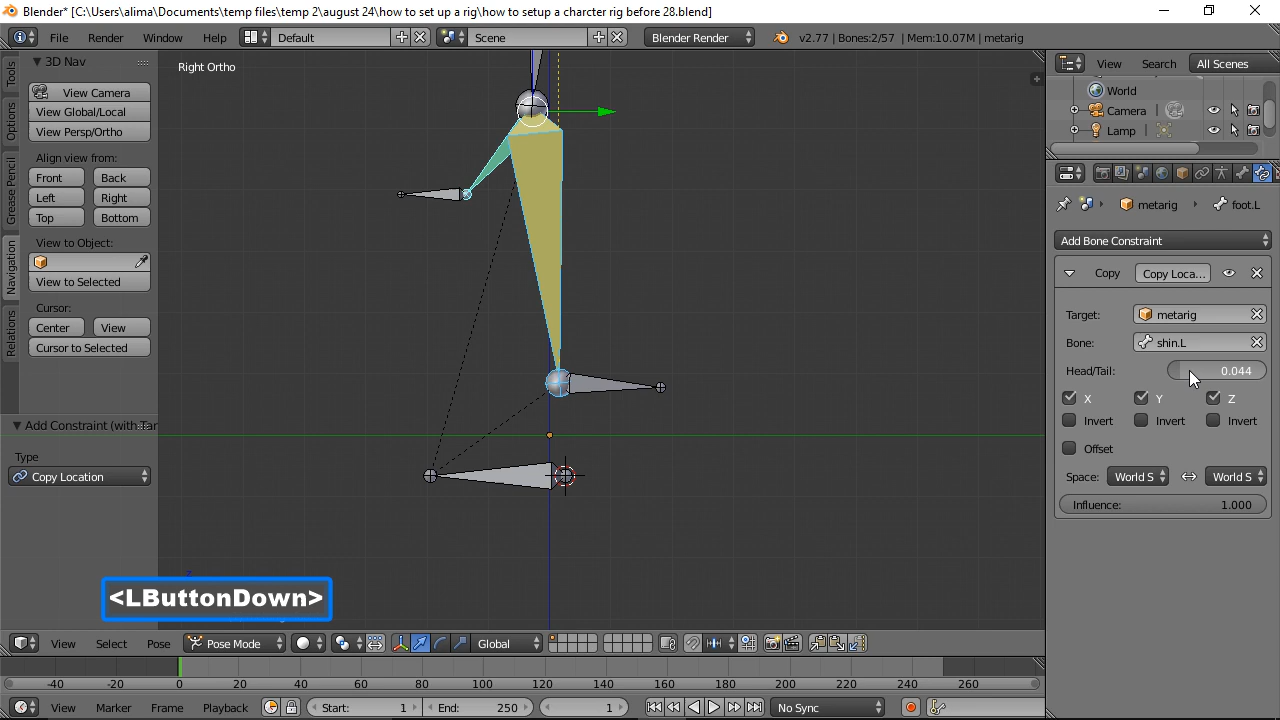 Blender* [C:\Users\alima\Documents\temp files\temp 2\august 24\how to set up a rig\how to setup a charcter rig before 28.blend]
File Render Window Help Default Scene Blender Render v2.77 | Bones:2/57 | Mem:10.07M | metarig
Tools
Options
Grease Pencil
Navigation
Relations
3D Nav
View Camera
View Global/Local
View Persp/Ortho
Align view from:
Front Back
Left Right
Top Bottom
View to Object:
View to Selected
Cursor:
Center View
Cursor to Selected
Add Constraint (with Tar
Type
Copy Location
Right Ortho
<LButtonDown>
View Search All Scenes
World
Camera
Lamp
metarig foot.L
Add Bone Constraint
Copy Copy Loca...
Target: metarig
Bone: shin.L
Head/Tail: 0.044
X Y Z
Invert Invert Invert
Offset
Space: World S World S
Influence: 1.000
z
View Select Pose Pose Mode Global
-40 -20 0 20 40 60 80 100 120 140 160 180 200 220 240 260
View Marker Frame Playback Start: 1 End: 250 1 No Sync